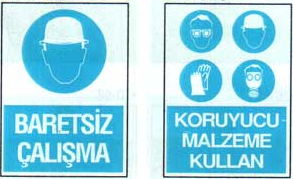 BARETSİZ
ÇALIŞMA
KORUYUCU
MALZEME
KULLAN